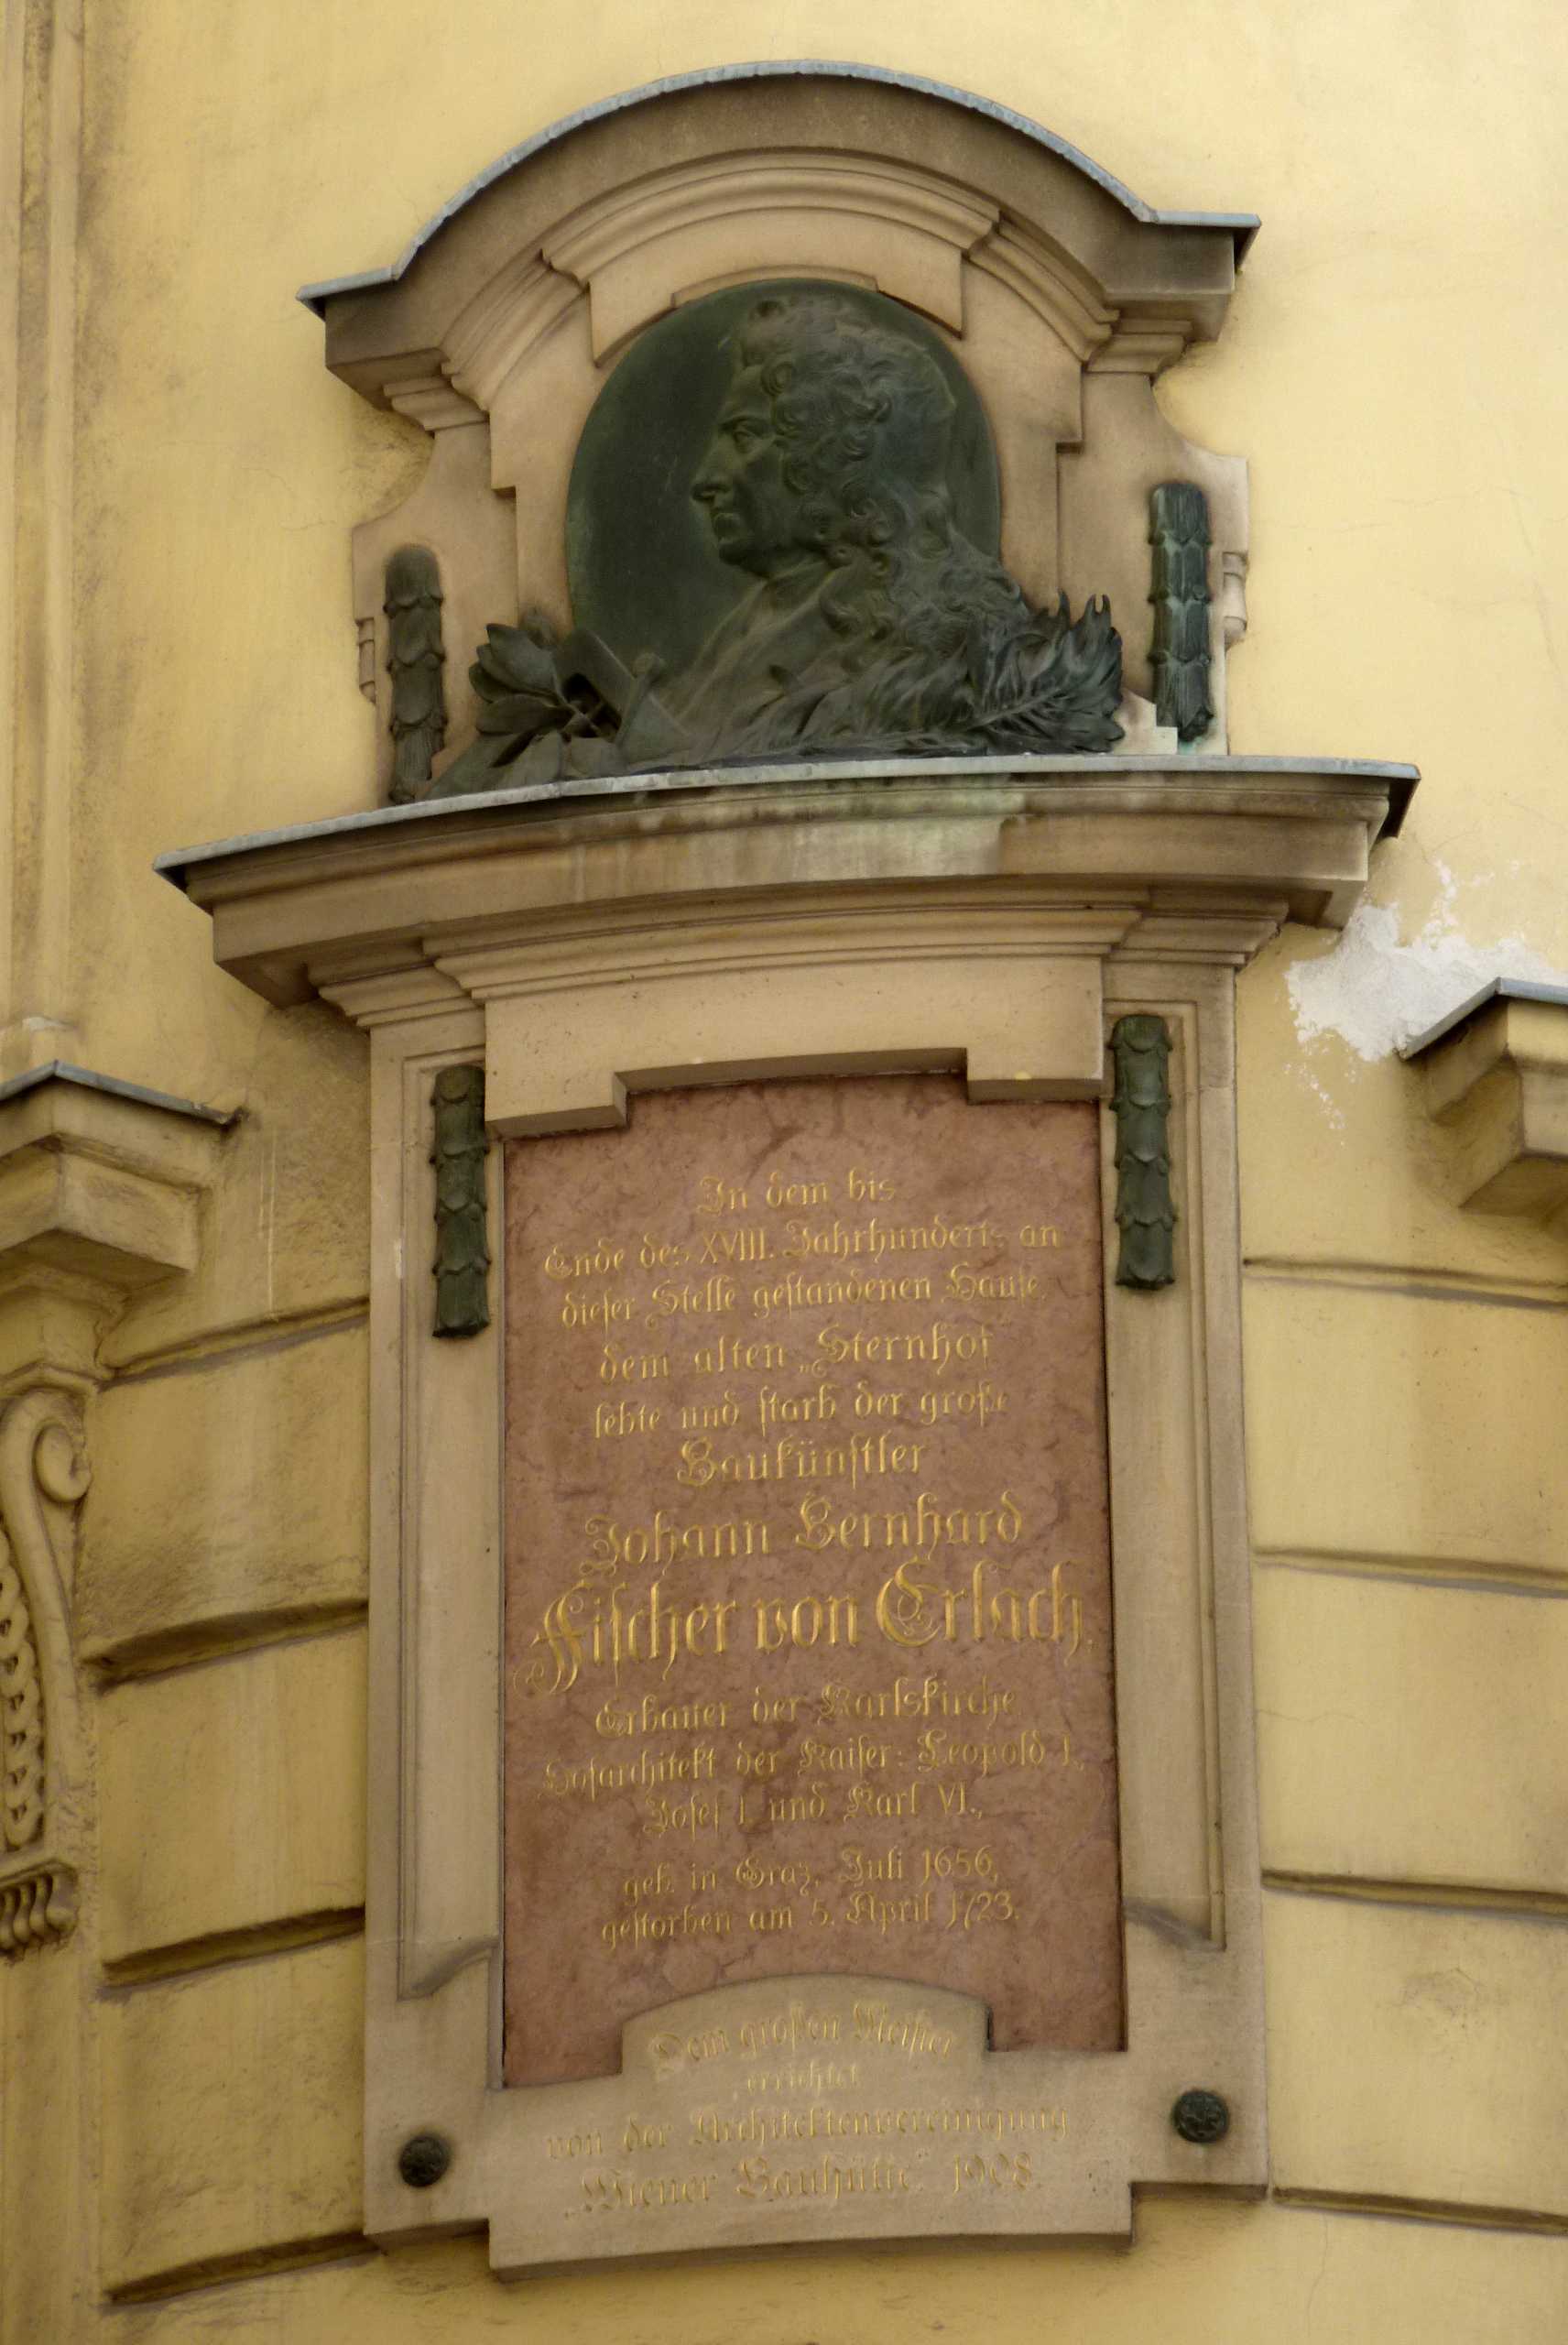 In dem bis
Ende des XVIII. Jahrhunderts an
dieser Stelle gestandenen Hause,
dem alten „Sternhof“
lebte und starb der große
Baukünstler
Johann Bernhard
Fischer von Erlach,
Erbauer der Karlskirche,
Hofarchitekt der Kaiser: Leopold I.,
Josef I. und Karl VI.,
geb. in Graz, Juli 1656,
gestorben am 5. April 1723.
Dem großen Meister
errichtet
von der Architektenvereinigung
„Wiener Bauhütte“ 1908.